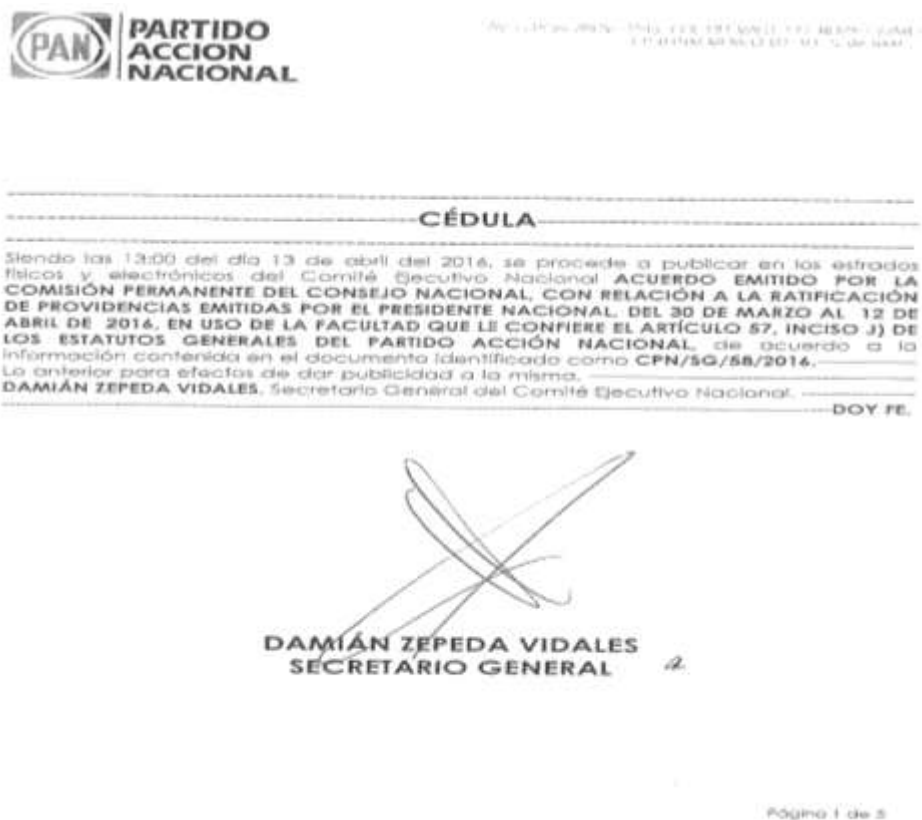 PAN
PARTIDO
ACCION
NACIONAL
CÉDULA
Siendo las 13:00 del día 13 de abril del 2016, se procede a publicar en los estrados
físicos y electrónicos del Comité Ejecutivo Nacional ACUERDO EMITIDO POR LA
COMISIÓN PERMANENTE DEL CONSEJO NACIONAL, CON RELACIÓN A LA RATIFICACIÓN
DE PROVIDENCIAS EMITIDAS POR EL PRESIDENTE NACIONAL, DEL 30 DE MARZO AL 12 DE
ABRIL DE 2016, EN USO DE LA FACULTAD QUE LE CONFIERE EL ARTÍCULO 57, INCISO J) DE
LOS ESTATUTOS GENERALES DEL PARTIDO ACCIÓN NACIONAL, de acuerdo a la
información contenida en el documento identificado como CPN/SG/58/2016.
Lo anterior para efectos de dar publicidad a la misma.
DAMIÁN ZEPEDA VIDALES, Secretario General del Comité Ejecutivo Nacional.
DOY FE.
DAMIÁN ZEPEDA VIDALES
SECRETARIO GENERAL
Página 1 de 5